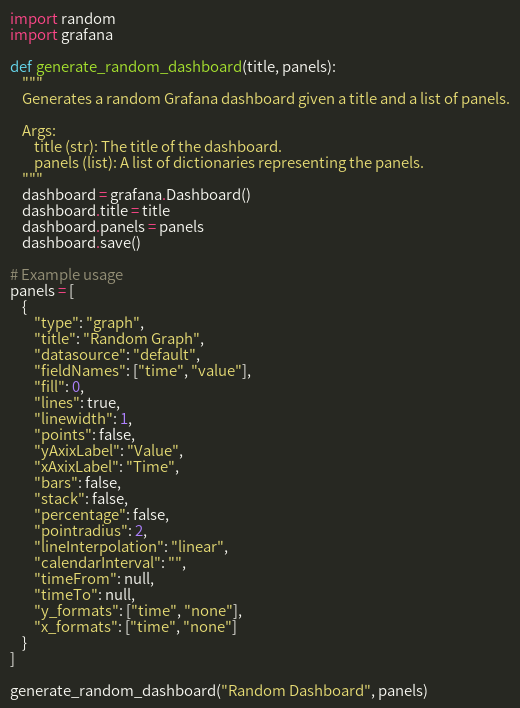 import random
import grafana

def generate_random_dashboard(title, panels):
    """
    Generates a random Grafana dashboard given a title and a list of panels.

    Args:
        title (str): The title of the dashboard.
        panels (list): A list of dictionaries representing the panels.
    """
    dashboard = grafana.Dashboard()
    dashboard.title = title
    dashboard.panels = panels
    dashboard.save()

# Example usage
panels = [
    {
        "type": "graph",
        "title": "Random Graph",
        "datasource": "default",
        "fieldNames": ["time", "value"],
        "fill": 0,
        "lines": true,
        "linewidth": 1,
        "points": false,
        "yAxixLabel": "Value",
        "xAxixLabel": "Time",
        "bars": false,
        "stack": false,
        "percentage": false,
        "pointradius": 2,
        "lineInterpolation": "linear",
        "calendarInterval": "",
        "timeFrom": null,
        "timeTo": null,
        "y_formats": ["time", "none"],
        "x_formats": ["time", "none"]
    }
]

generate_random_dashboard("Random Dashboard", panels)